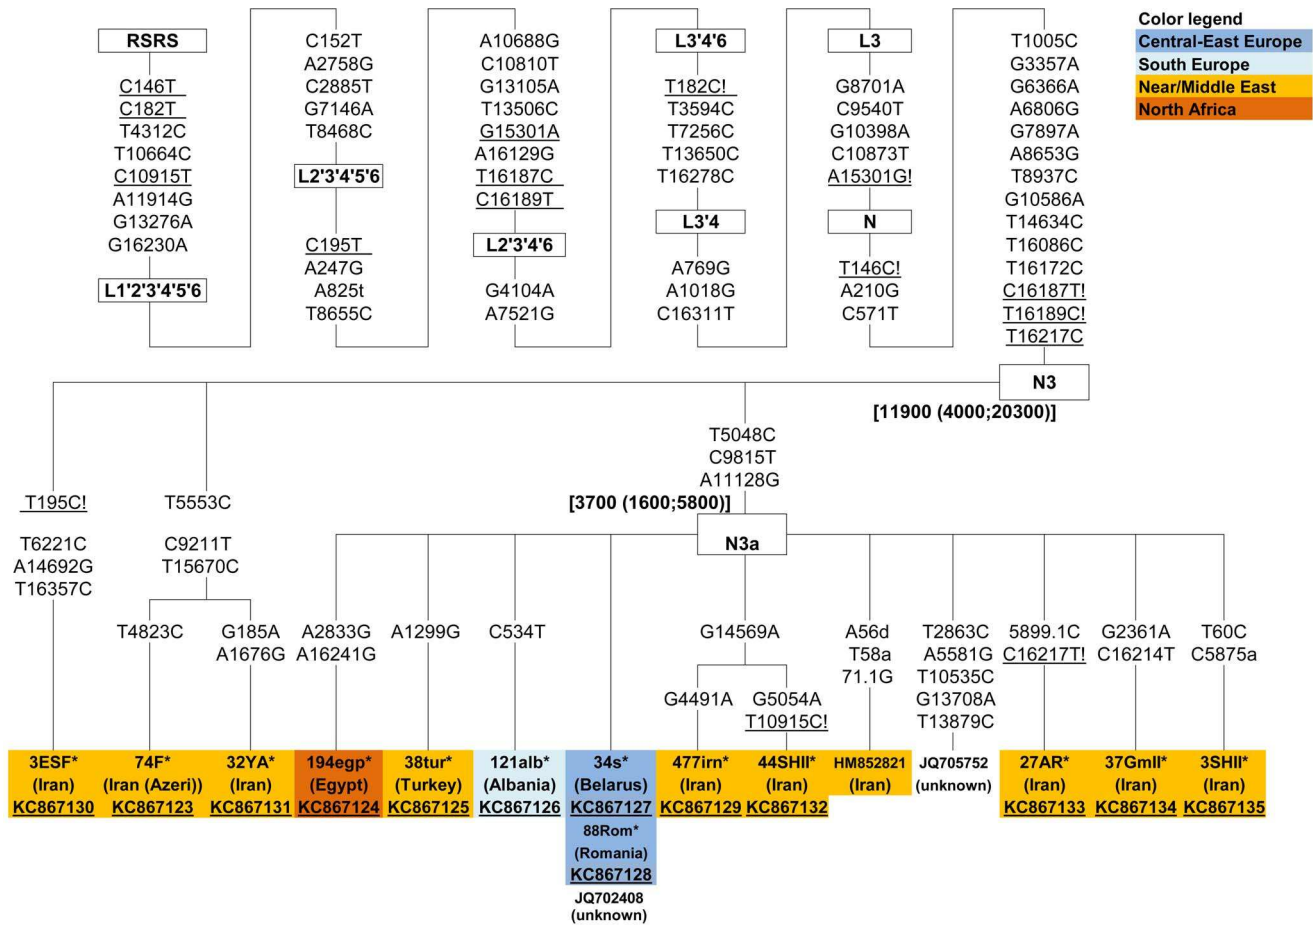 RSRS
C146T
C182T
T4312C
T10664C
C10915T
A11914G
G13276A
G16230A
L1'2'3'4'5'6
C152T
A2758G
C2885T
G7146A
T8468C
L2'3'4'5'6
C195T
A247G
A825t
T8655C
A10688G
C10810T
G13105A
T13506C
G15301A
A16129G
T16187C
C16189T
L2'3'4'6
G4104A
A7521G
L3'4'6
T182C!
T3594C
T7256C
T13650C
T16278C
L3'4
A769G
A1018G
C16311T
L3
G8701A
C9540T
G10398A
C10873T
A15301G!
N
T146C!
A210G
C571T
T1005C
G3357A
G6366A
A6806G
G7897A
A8653G
T8937C
G10586A
T14634C
T16086C
T16172C
C16187T!
T16189C!
T16217C
N3
[11900 (4000;20300)]
Color legend
Central-East Europe
South Europe
Near/Middle East
North Africa
T195C!
T6221C
A14692G
T16357C
T5553C
C9211T
T15670C
T4823C
G185A
A1676G
T5048C
C9815T
A11128G
[3700 (1600;5800)]
N3a
A2833G
A16241G
A1299G
C534T
G14569A
G4491A
G5054A
T10915C!
A56d
T58a
71.1G
T2863C
A5581G
T10535C
G13708A
T13879C
5899.1C
C16217T!
G2361A
C16214T
T60C
C5875a
3ESF*
(Iran)
KC867130
74F*
(Iran (Azeri))
KC867123
32YA*
(Iran)
KC867131
194egp*
(Egypt)
KC867124
38tur*
(Turkey)
KC867125
121alb*
(Albania)
KC867126
34s*
(Belarus)
KC867127
88Rom*
(Romania)
KC867128
JQ702408
(unknown)
477irn*
(Iran)
KC867129
44SHII*
(Iran)
KC867132
HM852821
(Iran)
JQ705752
(unknown)
27AR*
(Iran)
KC867133
37GmII*
(Iran)
KC867134
3SHII*
(Iran)
KC867135